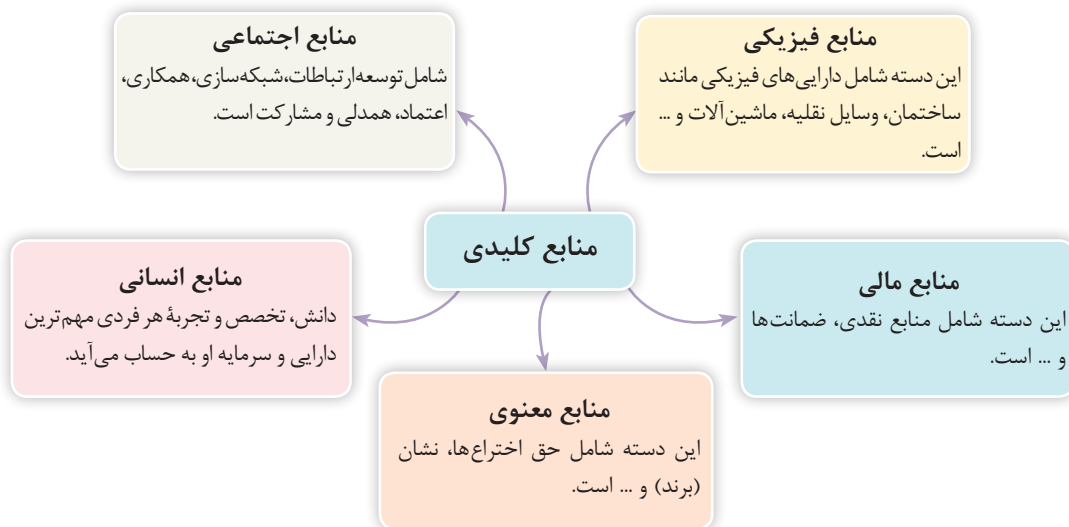 منابع اجتماعی
شامل توسعه ارتباطات، شبکه‌سازی، همکاری،
اعتماد، همدلی و مشارکت است.
منابع فیزیکی
این دسته شامل دارایی‌های فیزیکی مانند
ساختمان، وسایل نقلیه، ماشین‌آلات و ...
است.
منابع کلیدی
منابع انسانی
دانش، تخصص و تجربهٔ هر فردی مهم‌ترین
دارایی و سرمایه او به حساب می‌آید.
منابع مالی
این دسته شامل منابع نقدی، ضمانت‌ها
و ... است.
منابع معنوی
این دسته شامل حق اختراع‌ها، نشان
(برند) و ... است.